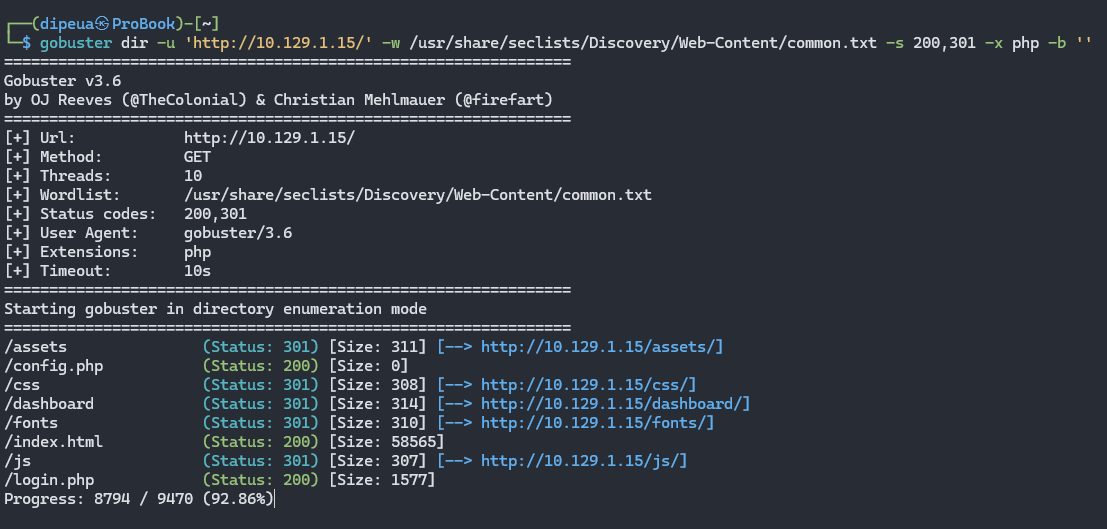 ┌──(dipeua㉿ProBook)-[~]
└─$ gobuster dir -u 'http://10.129.1.15/' -w /usr/share/seclists/Discovery/Web-Content/common.txt -s 200,301 -x php -b ''
===============================================================
Gobuster v3.6
by OJ Reeves (@TheColonial) & Christian Mehlmauer (@firefart)
===============================================================
[+] Url:            http://10.129.1.15/
[+] Method:         GET
[+] Threads:        10
[+] Wordlist:       /usr/share/seclists/Discovery/Web-Content/common.txt
[+] Status codes:   200,301
[+] User Agent:     gobuster/3.6
[+] Extensions:     php
[+] Timeout:        10s
===============================================================
Starting gobuster in directory enumeration mode
===============================================================
/assets               (Status: 301) [Size: 311] [--> http://10.129.1.15/assets/]
/config.php           (Status: 200) [Size: 0]
/css                  (Status: 301) [Size: 308] [--> http://10.129.1.15/css/]
/dashboard            (Status: 301) [Size: 314] [--> http://10.129.1.15/dashboard/]
/fonts                (Status: 301) [Size: 310] [--> http://10.129.1.15/fonts/]
/index.html           (Status: 200) [Size: 58565]
/js                   (Status: 301) [Size: 307] [--> http://10.129.1.15/js/]
/login.php            (Status: 200) [Size: 1577]
Progress: 8794 / 9470 (92.86%)